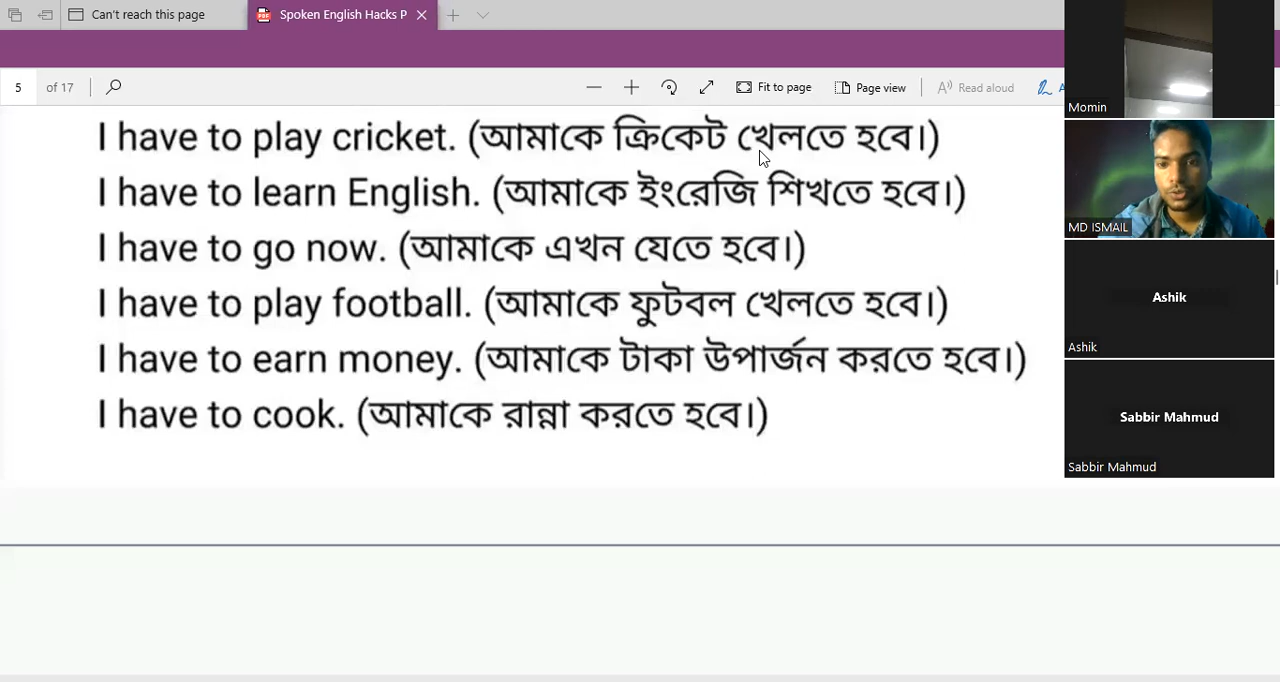 Can't reach this page
Spoken English Hacks P
5 of 17
Fit to page
Page view
Read aloud
I have to play cricket. (আমাকে ক্রিকেট খেলতে হবে।)
I have to learn English. (আমাকে ইংরেজি শিখতে হবে।)
I have to go now. (আমাকে এখন যেতে হবে।)
I have to play football. (আমাকে ফুটবল খেলতে হবে।)
I have to earn money. (আমাকে টাকা উপার্জন করতে হবে।)
I have to cook. (আমাকে রান্না করতে হবে।)
Momin
MD ISMAIL
Ashik
Ashik
Sabbir Mahmud
Sabbir Mahmud